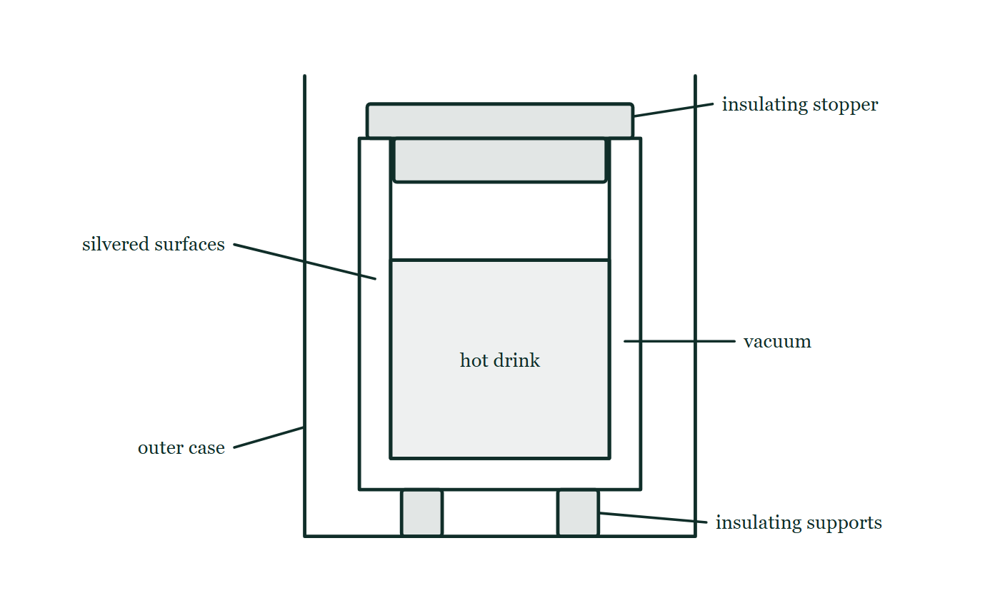 insulating stopper
silvered surfaces
vacuum
hot drink
outer case
insulating supports